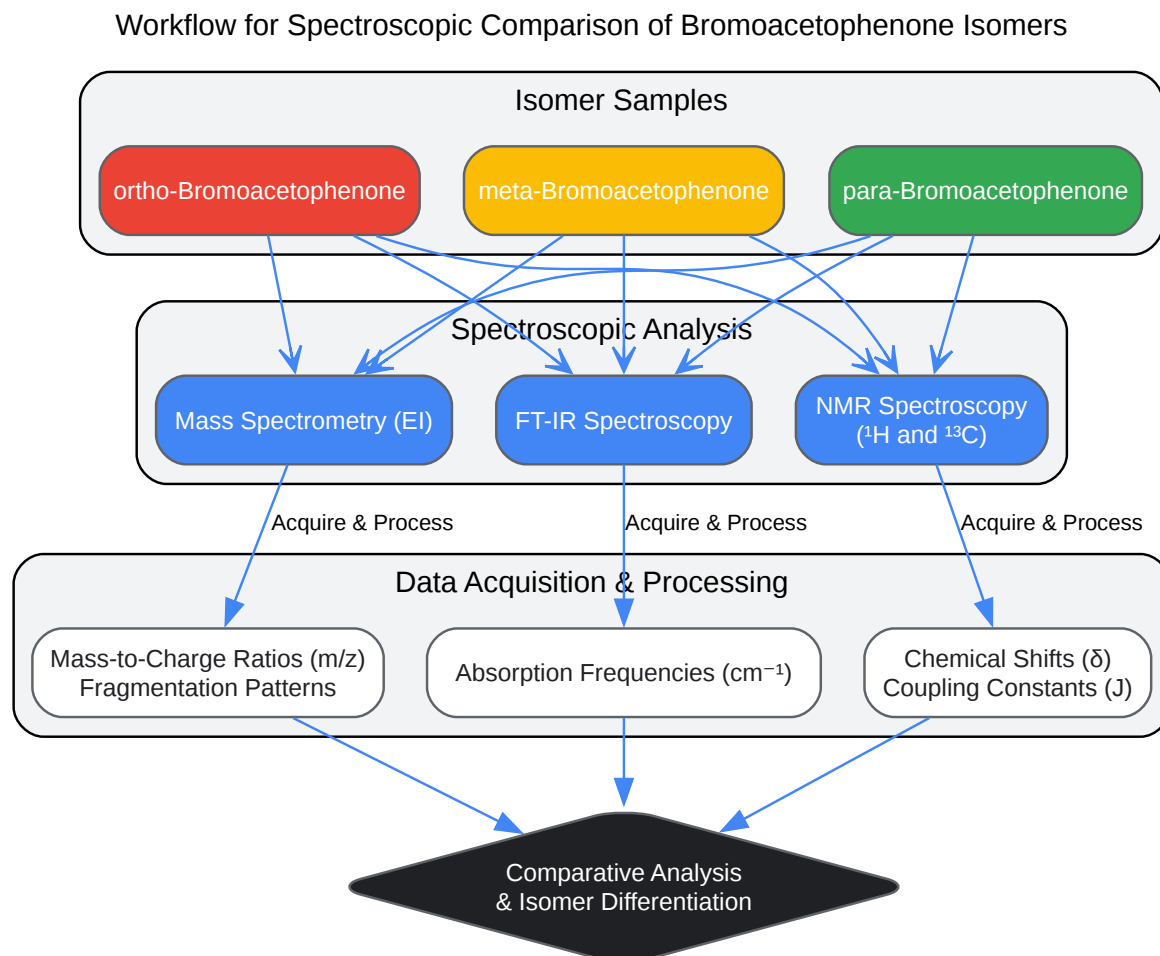 Workflow for Spectroscopic Comparison of Bromoacetophenone Isomers
Isomer Samples
ortho-Bromoacetophenone
meta-Bromoacetophenone
para-Bromoacetophenone
Spectroscopic Analysis
Mass Spectrometry (EI)
FT-IR Spectroscopy
NMR Spectroscopy
(¹H and ¹³C)
Acquire & Process
Acquire & Process
Acquire & Process
Data Acquisition & Processing
Mass-to-Charge Ratios (m/z)
Fragmentation Patterns
Absorption Frequencies (cm⁻¹)
Chemical Shifts (δ)
Coupling Constants (J)
Comparative Analysis
& Isomer Differentiation